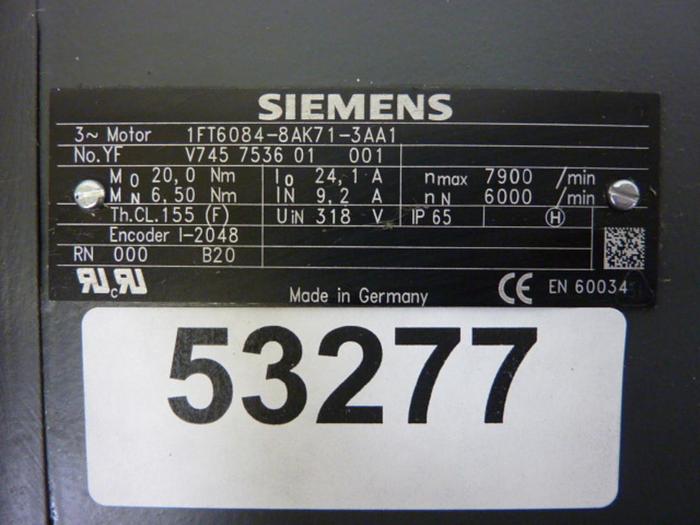 SIEMENS
3~ Motor 1FT6084-8AK71-3AA1
No. YF V745 7536 01 001
M0 20,0 Nm I0 24,1 A nmax 7900 /min
MN 6,50 Nm IN 9,2 A nN 6000 /min
Th.CL.155 (F) UIN 318 V IP 65 H
Encoder I-2048
RN 000 B20
RU c RU
Made in Germany CE EN 60034
53277